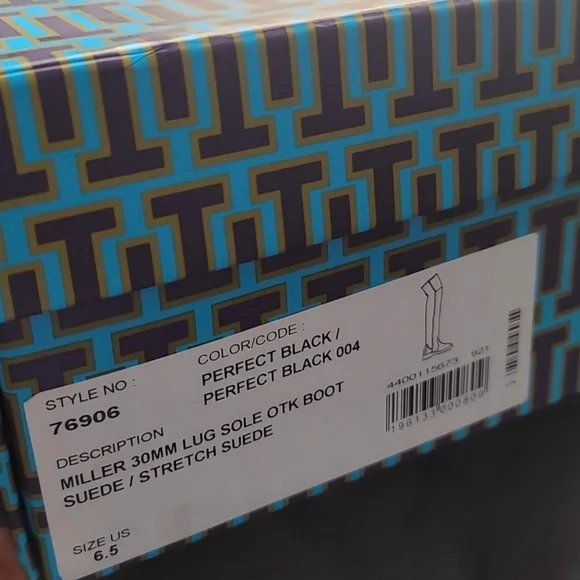 STYLE NO :
76906
COLOR/CODE :
PERFECT BLACK /
PERFECT BLACK 004
DESCRIPTION
MILLER 30MM LUG SOLE OTK BOOT
SUEDE / STRETCH SUEDE
SIZE US
6.5
4400115673 921
196133000809